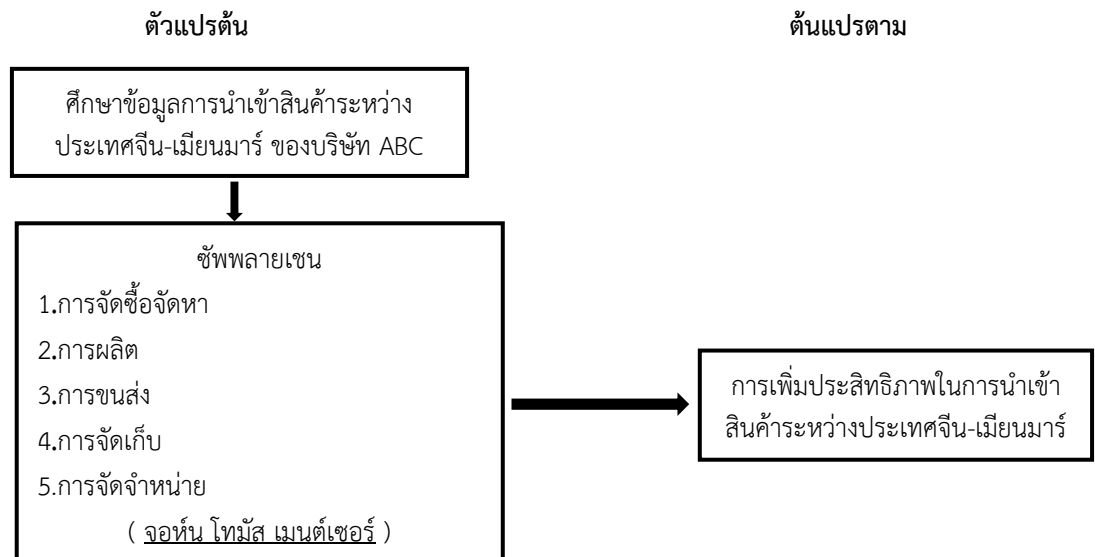 ตัวแปรต้น
ต้นแปรตาม
ศึกษาข้อมูลการนำเข้าสินค้าระหว่าง
ประเทศจีน-เมียนมาร์ ของบริษัท ABC
ซัพพลายเชน
1.การจัดซื้อจัดหา
2.การผลิต
3.การขนส่ง
4.การจัดเก็บ
5.การจัดจำหน่าย
( จอห์น โทมัส เมนต์เซอร์ )
การเพิ่มประสิทธิภาพในการนำเข้า
สินค้าระหว่างประเทศจีน-เมียนมาร์